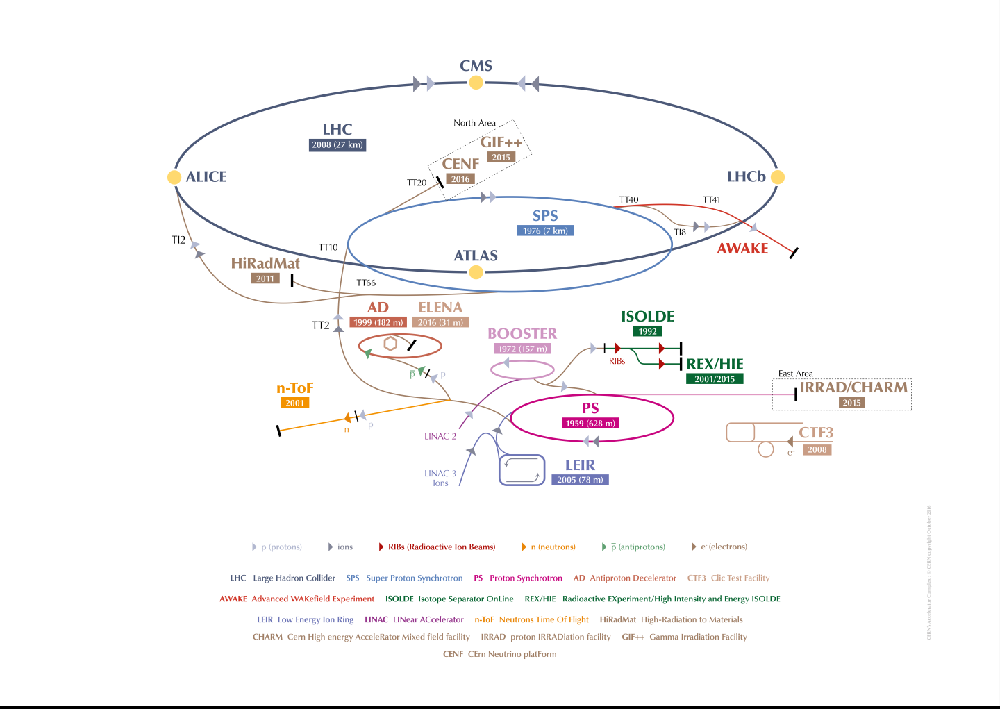 CMS
North Area
LHC
2008 (27 km)
GIF++
2015
CENF
2016
ALICE
LHCb
TT20
TT40
TT41
SPS
1976 (7 km)
TI8
TI2
TT10
AWAKE
ATLAS
HiRadMat
2011
TT66
AD
1999 (182 m)
ELENA
2016 (31 m)
TT2
BOOSTER
1972 (157 m)
ISOLDE
1992
RIBs
REX/HIE
2001/2015
p̅
p
East Area
IRRAD/CHARM
2015
n-ToF
2001
n
p
PS
1959 (628 m)
LINAC 2
CTF3
2008
e-
LEIR
2005 (78 m)
LINAC 3
Ions
p (protons) ions RIBs (Radioactive Ion Beams) n (neutrons) p̅ (antiprotons) e- (electrons)
LHC Large Hadron Collider SPS Super Proton Synchrotron PS Proton Synchrotron AD Antiproton Decelerator CTF3 Clic Test Facility
AWAKE Advanced WAKefield Experiment ISOLDE Isotope Separator OnLine REX/HIE Radioactive EXperiment/High Intensity and Energy ISOLDE
LEIR Low Energy Ion Ring LINAC LINear ACcelerator n-ToF Neutrons Time Of Flight HiRadMat High-Radiation to Materials
CHARM Cern High energy AcceleRator Mixed field facility IRRAD proton IRRADiation facility GIF++ Gamma Irradiation Facility
CENF CErn Neutrino platForm
CERN's Accelerator Complex | © CERN copyright October 2016